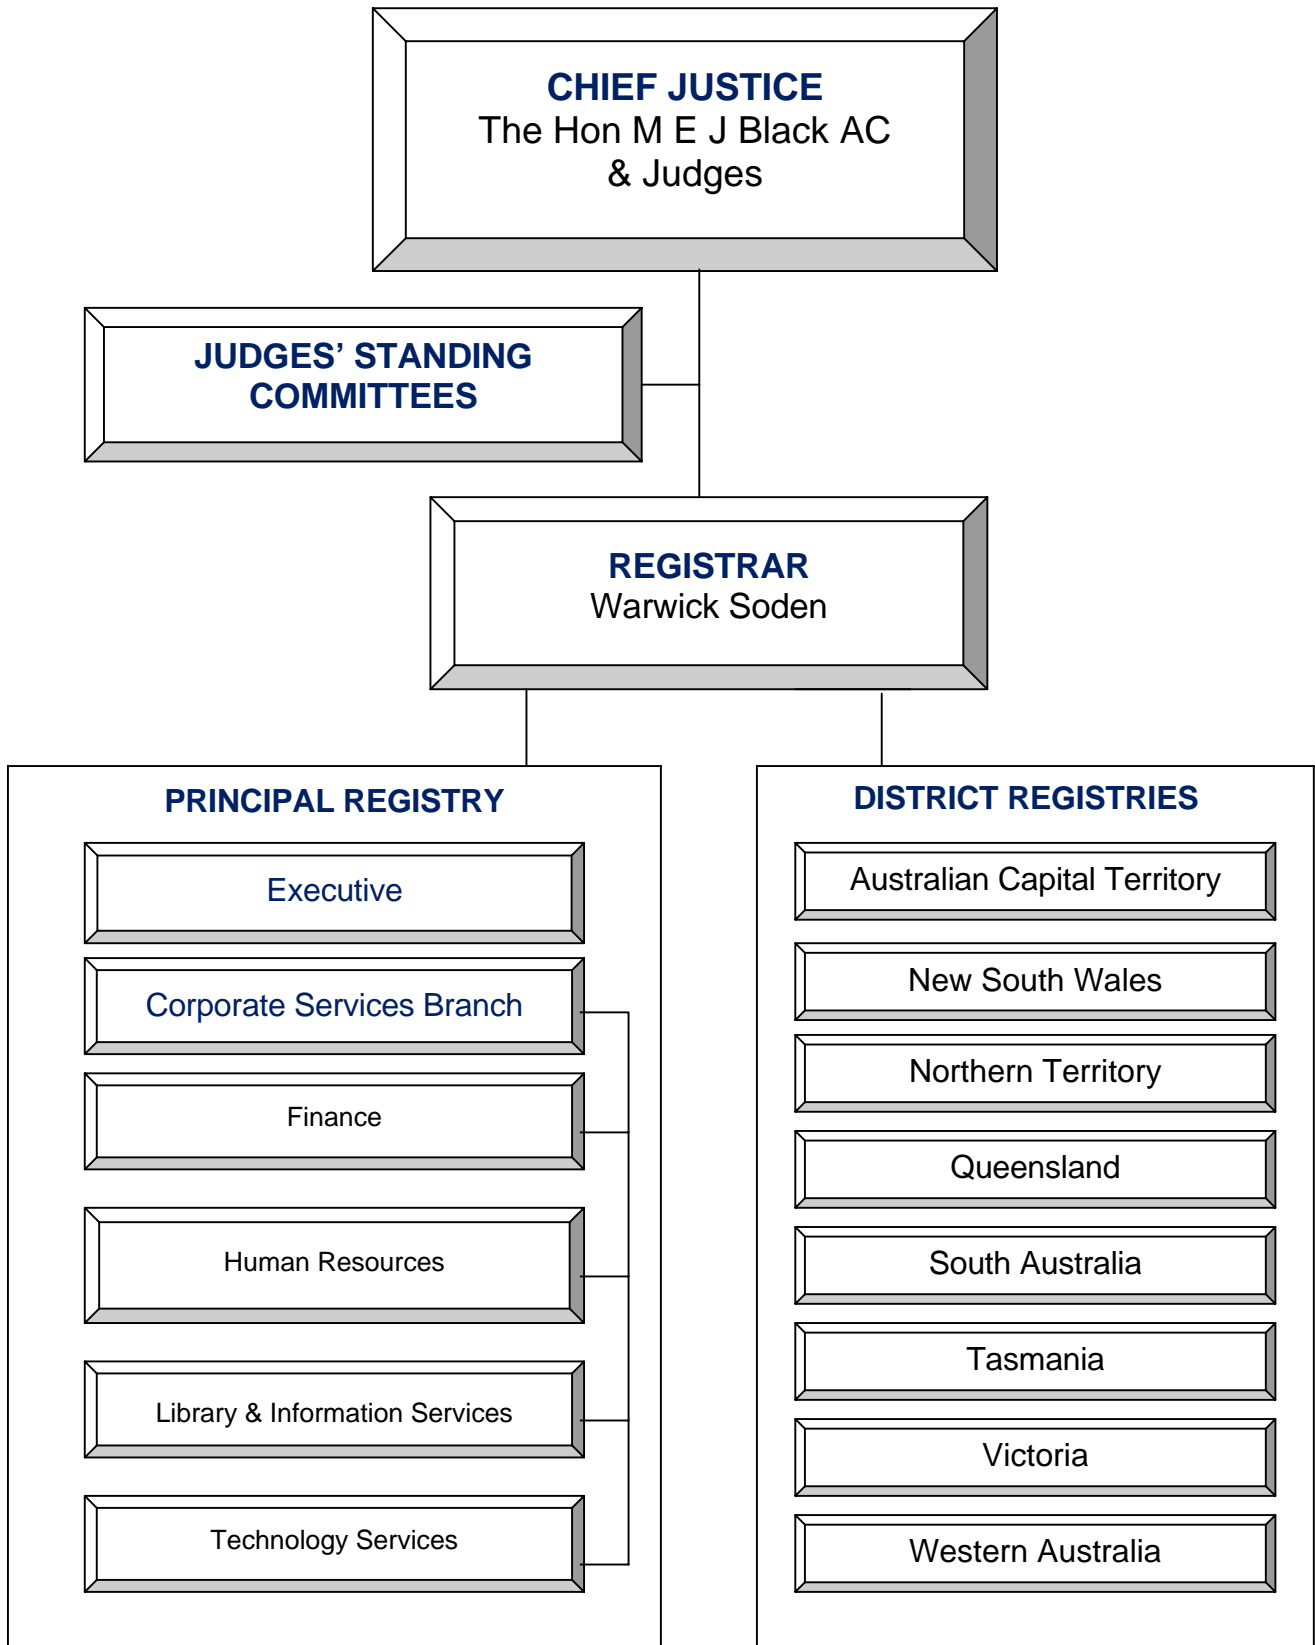 CHIEF JUSTICE
The Hon M E J Black AC
& Judges
JUDGES’ STANDING
COMMITTEES
REGISTRAR
Warwick Soden
PRINCIPAL REGISTRY
Executive
Corporate Services Branch
Finance
Human Resources
Library & Information Services
Technology Services
DISTRICT REGISTRIES
Australian Capital Territory
New South Wales
Northern Territory
Queensland
South Australia
Tasmania
Victoria
Western Australia